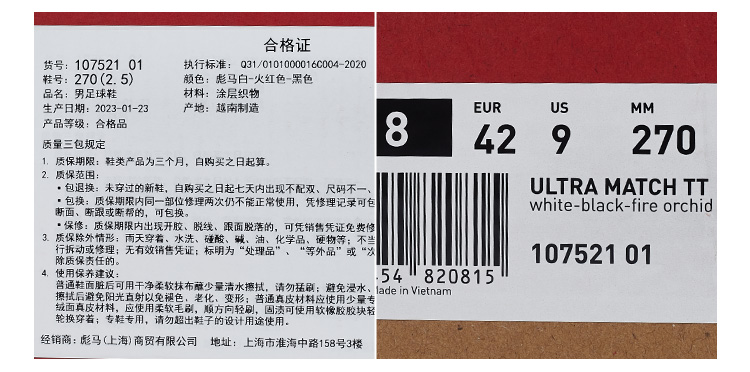 合格证
货号: 107521 01
执行标准: Q31/0101000016C004-2020
鞋号: 270(2.5)
颜色: 彪马白-火红色-黑色
品名: 男足球鞋
材料: 涂层织物
生产日期: 2023-01-23
产地: 越南制造
产品等级: 合格品
质量三包规定
1. 质保期限: 鞋类产品为三个月, 自购买之日起算。
2. 质保范围:
• 包退换: 未穿过的新鞋, 自购买之日起七天内出现不配双、尺码不一、
• 包换: 质保期限内同一部位修理两次仍不能正常使用, 凭修理记录可包
断面、断跟或断帮的, 可包换。
• 保修: 质保期限内出现开胶、脱线、跟面脱落的, 可凭销售凭证免费修
3. 质保除外情形: 雨天穿着、水洗、碰酸、碱、油、化学品、硬物等; 不当
行拆动或修理; 无有效销售凭证; 标明为“处理品”、“等外品”或“次
除质保责任的。
4. 使用保养建议:
普通鞋面脏后可用干净柔软抹布蘸少量清水擦拭, 请勿猛刷; 避免浸水、
擦拭后避免阳光直射以免褪色、老化、变形; 普通真皮材料应使用少量专
绒面真皮材料, 应使用柔软毛刷, 顺方向轻刷, 固渍可使用软橡胶胶块轻
轮换穿着; 专鞋专用, 请勿超出鞋子的设计用途使用。
经销商: 彪马(上海)商贸有限公司 地址: 上海市淮海中路158号3楼
8
EUR
42
US
9
MM
270
ULTRA MATCH TT
white-black-fire orchid
107521 01
54 820815
ade in Vietnam